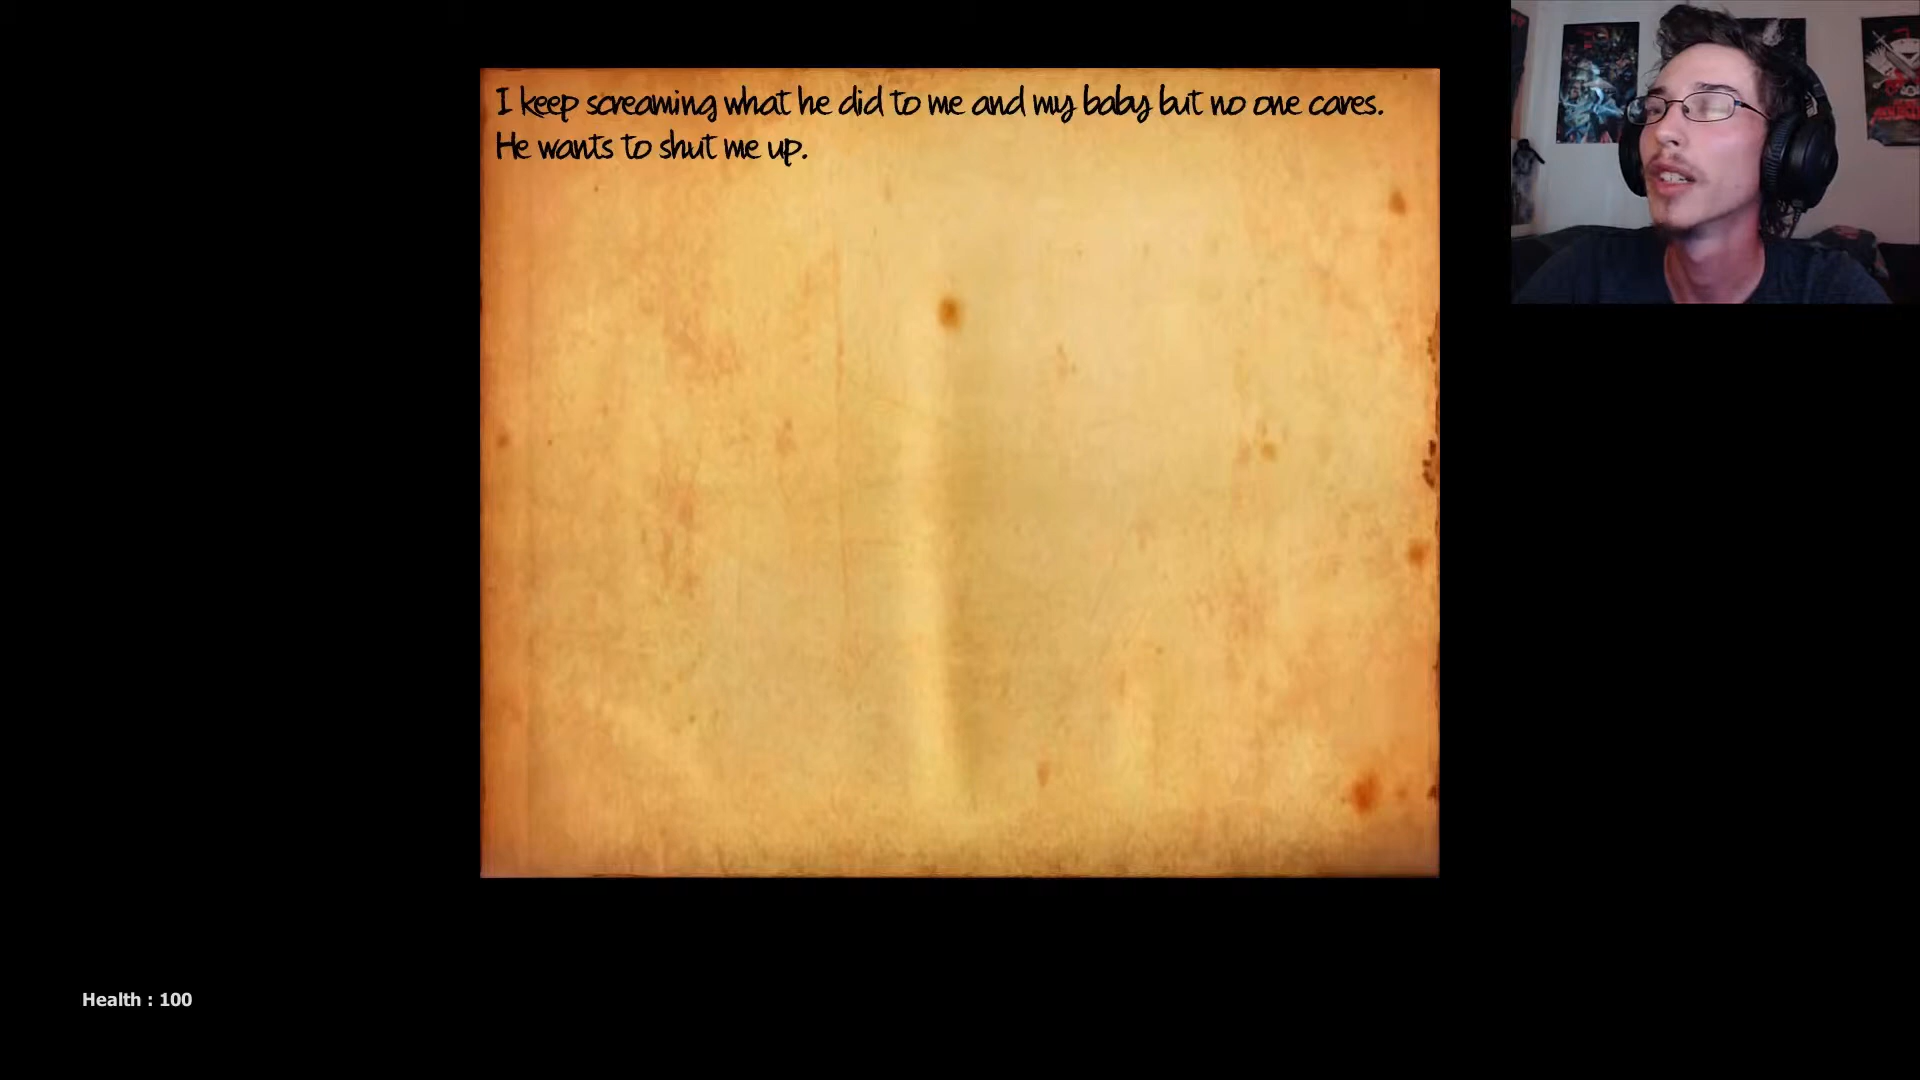 I keep screaming what he did to me and my baby but no one cares.
He wants to shut me up.
Health : 100